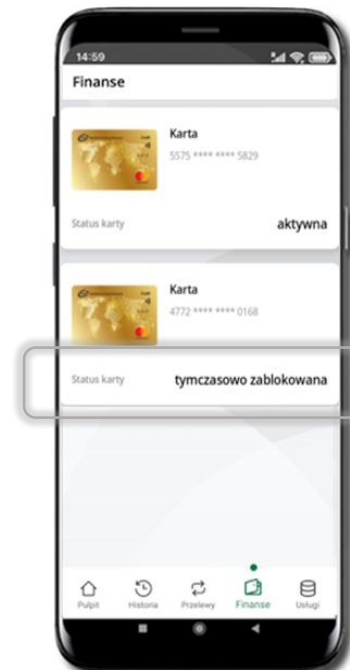 14:59
Finanse
Karta
5575 **** **** 5829
Status karty aktywna
Karta
4772 **** **** 0168
Status karty tymczasowo zablokowana
Pulpit Historia Przelewy Finanse Usługi